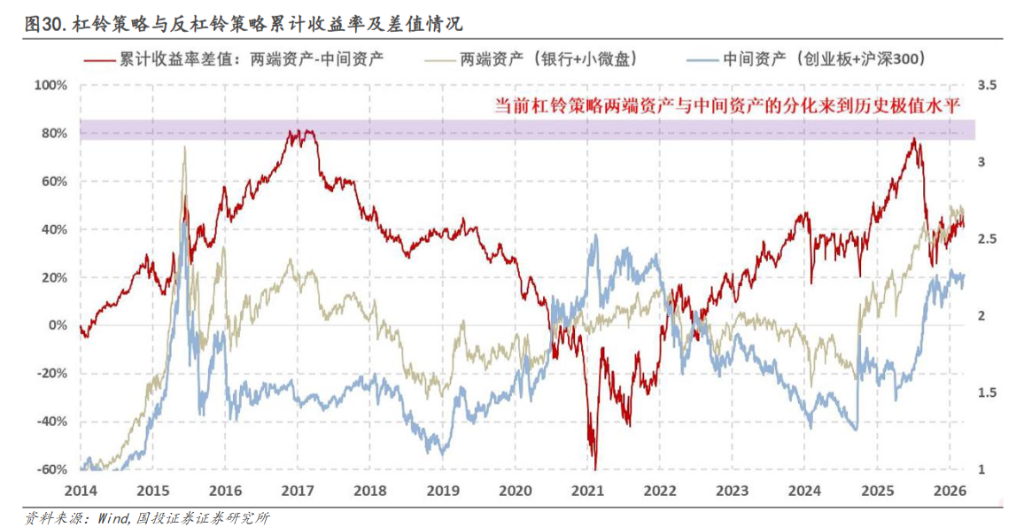 图30.杠铃策略与反杠铃策略累计收益率及差值情况
累计收益率差值：两端资产-中间资产 两端资产（银行+小微盘） 中间资产（创业板+沪深300）
100% 3.5
当前杠铃策略两端资产与中间资产的分化来到历史极值水平
80%
3
60%
40% 2.5
20%
0% 2
-20%
1.5
-40%
-60% 1
2014 2015 2016 2017 2018 2019 2020 2021 2022 2023 2024 2025 2026
资料来源：Wind,国投证券证券研究所